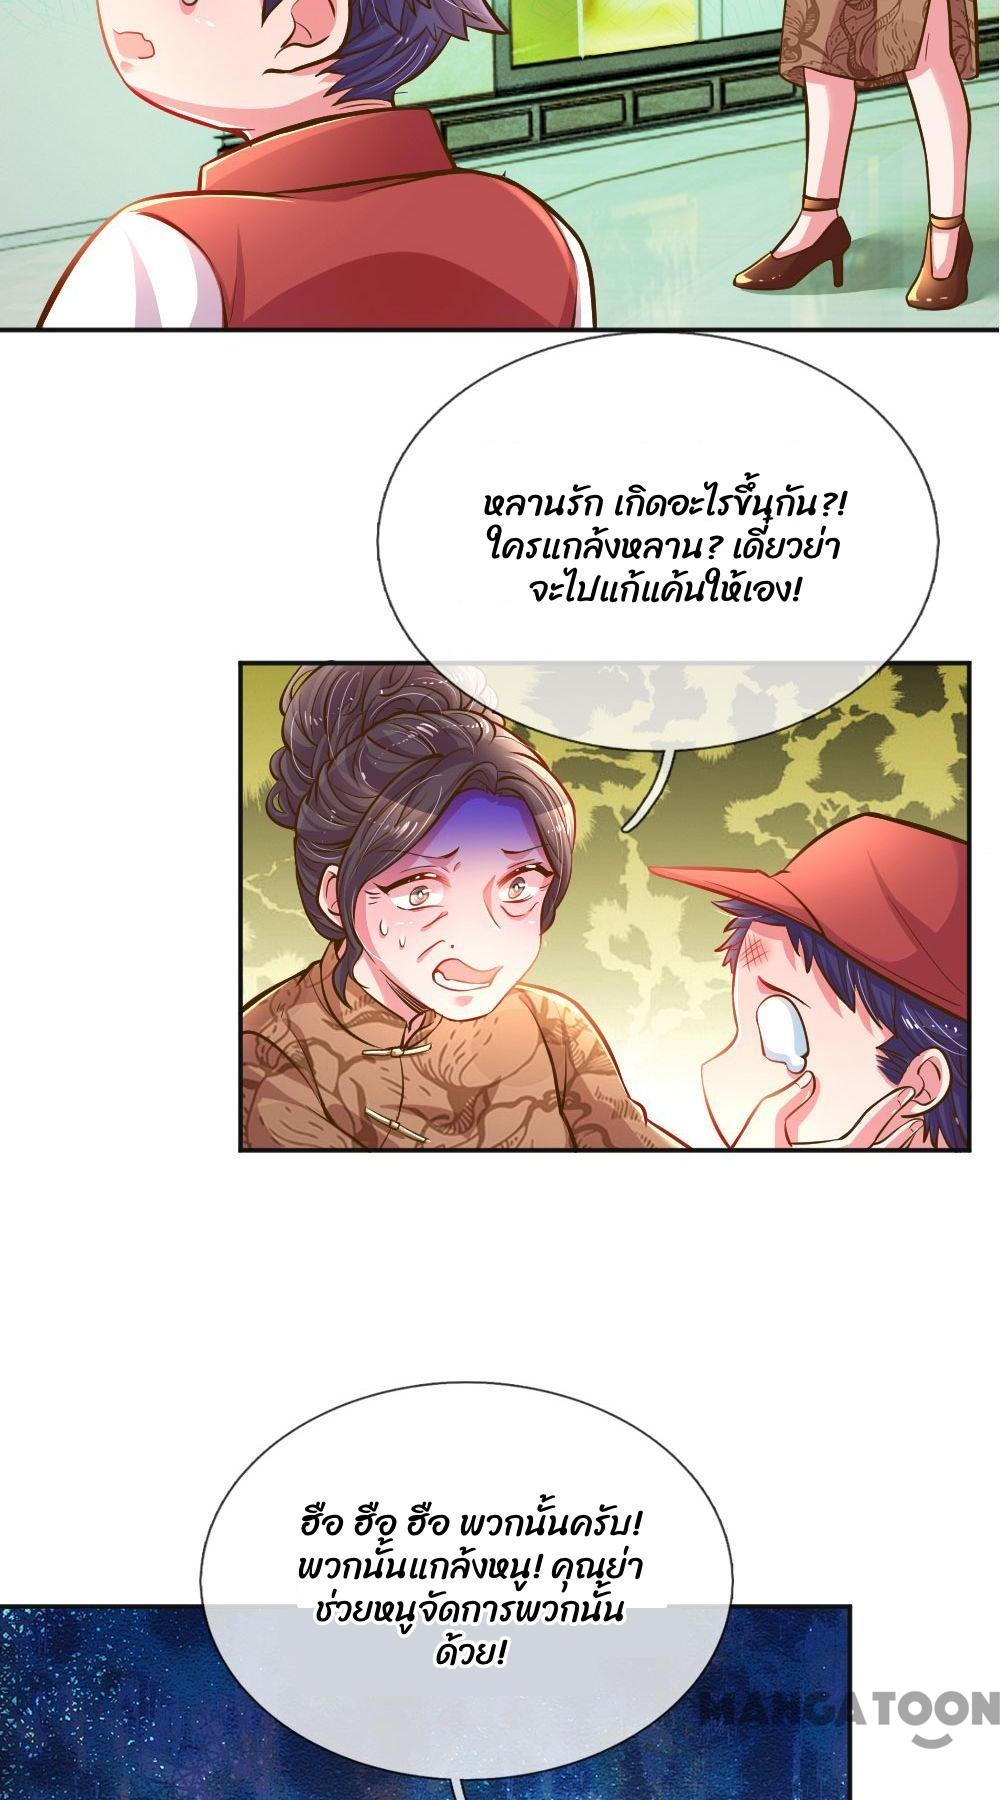 หลานรัก เกิดอะไรขึ้นกัน?!
ใครแกล้งหลาน? เดี๋ยวย่า
จะไปแก้แค้นให้เอง!
ฮือ ฮือ ฮือ พวกนั้นครับ!
พวกนั้นแกล้งหนู! คุณย่า
ช่วยหนูจัดการพวกนั้น
ด้วย!
MANGATOON